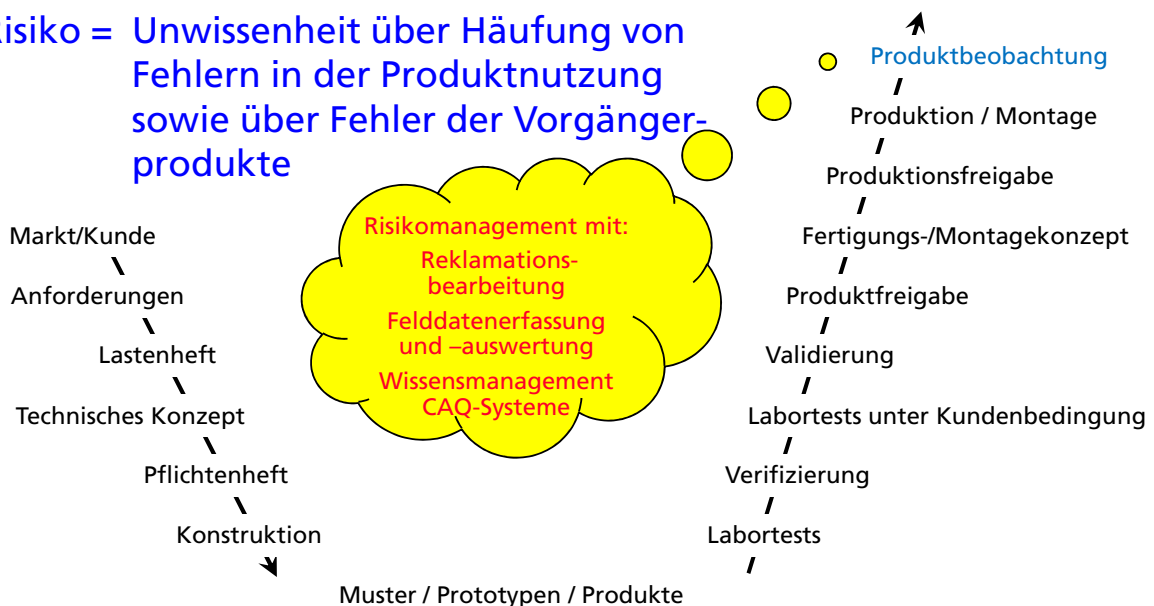 isiko = Unwissenheit über Häufung von
Fehlern in der Produktnutzung
sowie über Fehler der Vorgänger-
produkte
Markt/Kunde
Anforderungen
Lastenheft
Technisches Konzept
Pflichtenheft
Konstruktion
Muster / Prototypen / Produkte
Risikomanagement mit:
Reklamations-
bearbeitung
Felddatenerfassung
und –auswertung
Wissensmanagement
CAQ-Systeme
Produktbeobachtung
Produktion / Montage
Produktionsfreigabe
Fertigungs-/Montagekonzept
Produktfreigabe
Validierung
Labortests unter Kundenbedingung
Verifizierung
Labortests